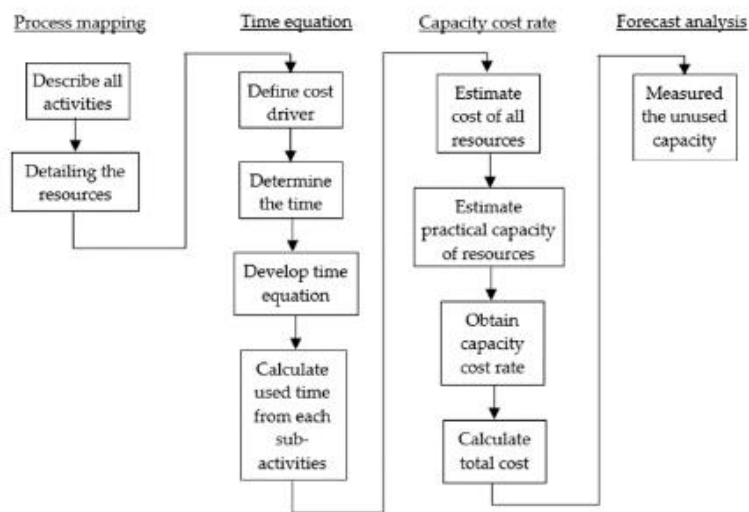 Process mapping
Describe all
activities
Detailing the
resources
Time equation
Define cost
driver
Determine
the time
Develop time
equation
Calculate
used time
from each
sub-
activities
Capacity cost rate
Estimate
cost of all
resources
Estimate
practical capacity
of resources
Obtain
capacity
cost rate
Calculate
total cost
Forecast analysis
Measured
the unused
capacity